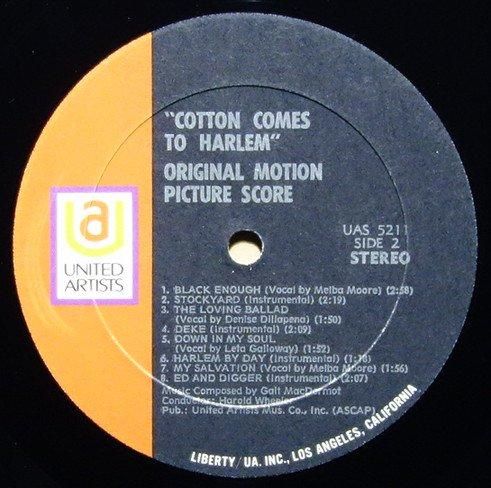 "COTTON COMES
TO HARLEM"
ORIGINAL MOTION
PICTURE SCORE
UAS 5211
SIDE 2
STEREO
ua
UNITED
ARTISTS
1. BLACK ENOUGH (Vocal by Melba Moore) (2:58)
2. STOCKYARD (Instrumental) (2:19)
3. THE LOVING BALLAD
(Vocal by Denise Dillapena) (1:50)
4. DEKE (Instrumental) (2:09)
5. DOWN IN MY SOUL
(Vocal by Leta Galloway) (1:52)
6. HARLEM BY DAY (Instrumental) (1:18)
7. MY SALVATION (Vocal by Melba Moore) (1:56)
8. ED AND DIGGER (Instrumental) (2:07)
Music Composed by Galt MacDermot
Conductor: Harold Wheeler
Pub.: United Artists Mus. Co., Inc. (ASCAP)
LIBERTY/UA. INC., LOS ANGELES, CALIFORNIA